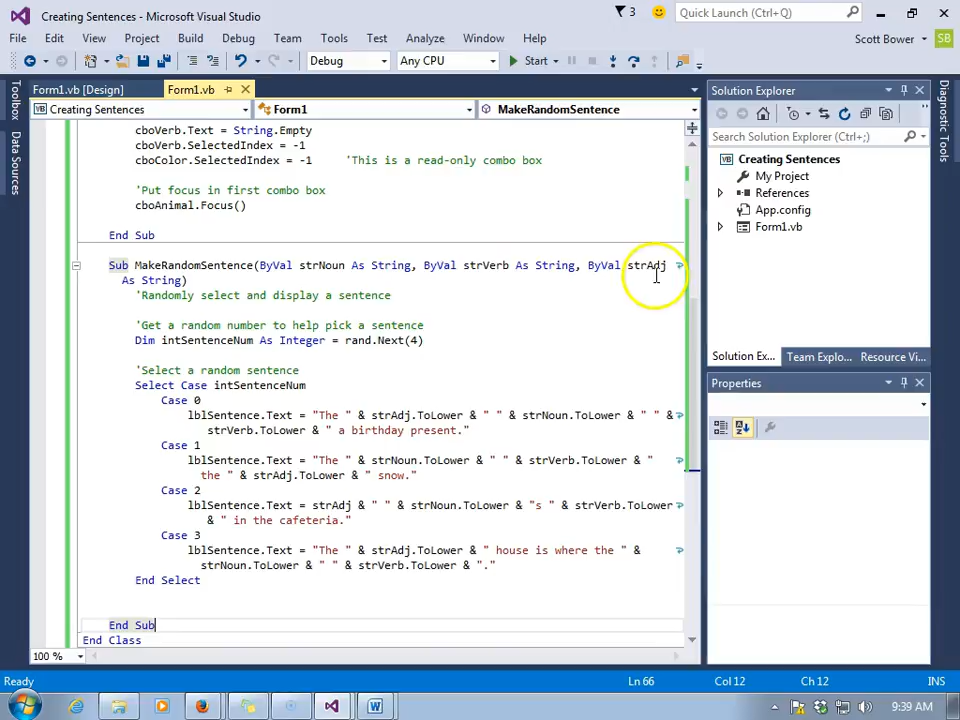 Creating Sentences - Microsoft Visual Studio
3
Quick Launch (Ctrl+Q)
File Edit View Project Build Debug Team Tools Test Analyze Window Help
Scott Bower SB
Debug Any CPU Start
Toolbox
Data Sources
Form1.vb [Design] Form1.vb
Creating Sentences Form1 MakeRandomSentence
cboVerb.Text = String.Empty
cboVerb.SelectedIndex = -1
cboColor.SelectedIndex = -1 'This is a read-only combo box
'Put focus in first combo box
cboAnimal.Focus()
End Sub
Sub MakeRandomSentence(ByVal strNoun As String, ByVal strVerb As String, ByVal strAdj
As String)
'Randomly select and display a sentence
'Get a random number to help pick a sentence
Dim intSentenceNum As Integer = rand.Next(4)
'Select a random sentence
Select Case intSentenceNum
Case 0
lblSentence.Text = "The " & strAdj.ToLower & " " & strNoun.ToLower & " " &
strVerb.ToLower & " a birthday present."
Case 1
lblSentence.Text = "The " & strNoun.ToLower & " " & strVerb.ToLower & "
the " & strAdj.ToLower & " snow."
Case 2
lblSentence.Text = strAdj & " " & strNoun.ToLower & "s " & strVerb.ToLower
& " in the cafeteria."
Case 3
lblSentence.Text = "The " & strAdj.ToLower & " house is where the " &
strNoun.ToLower & " " & strVerb.ToLower & "."
End Select
End Sub
End Class
100 %
Solution Explorer
Search Solution Explorer (Ctrl+;)
VB Creating Sentences
My Project
References
App.config
Form1.vb
Solution Ex... Team Explo... Resource Vi...
Properties
Diagnostic Tools
Ready Ln 66 Col 12 Ch 12 INS
9:39 AM